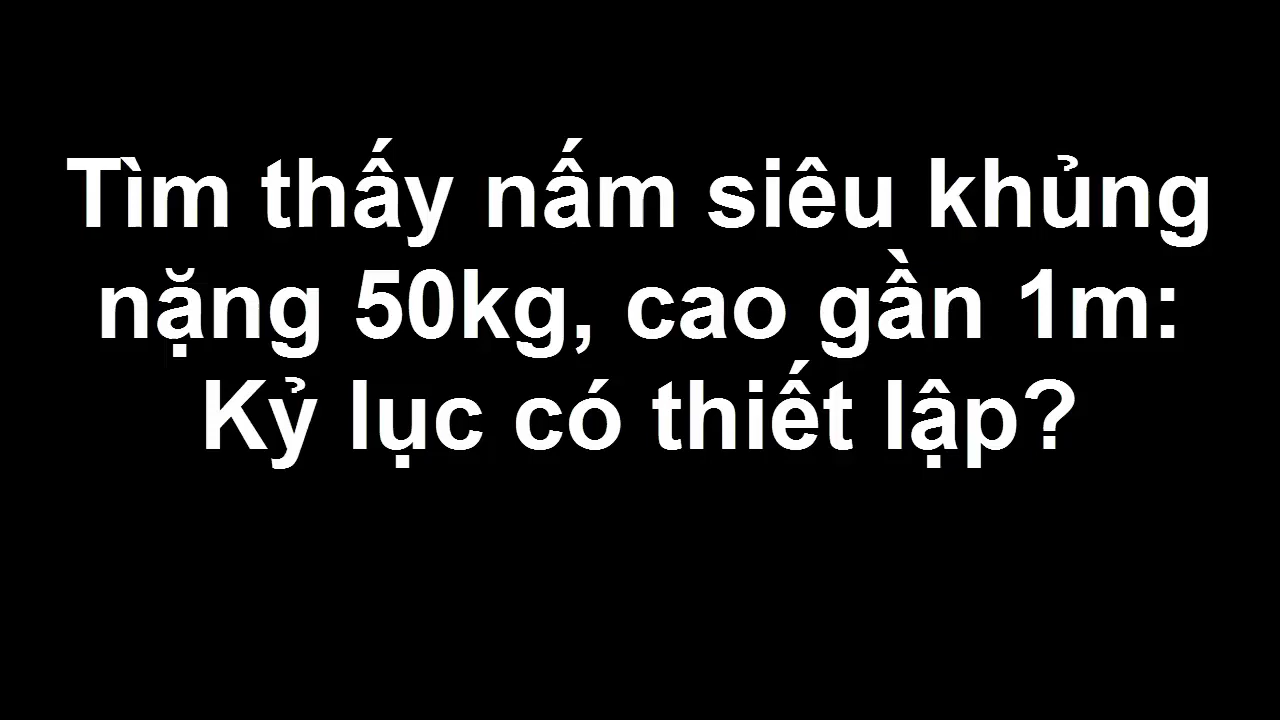 Tìm thấy nấm siêu khủng
nặng 50kg, cao gần 1m:
Kỷ lục có thiết lập?